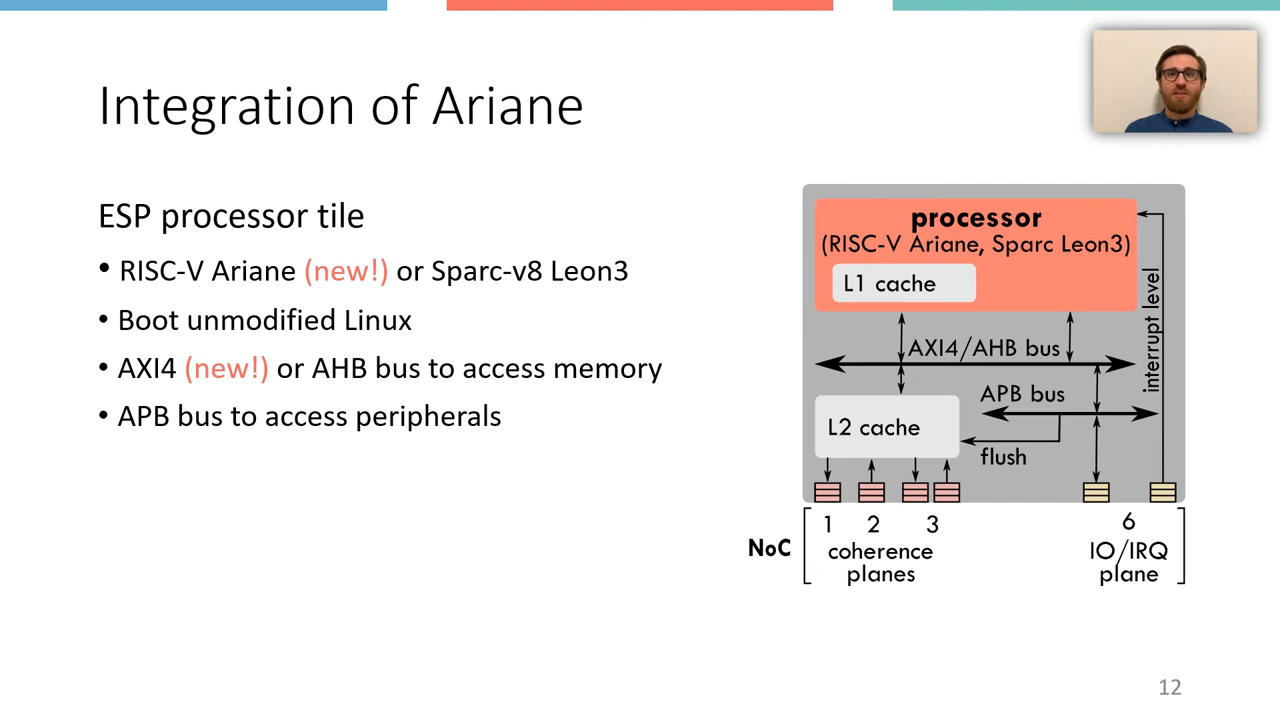 Integration of Ariane
ESP processor tile
• RISC-V Ariane (new!) or Sparc-v8 Leon3
• Boot unmodified Linux
• AXI4 (new!) or AHB bus to access memory
• APB bus to access peripherals
processor
(RISC-V Ariane, Sparc Leon3)
L1 cache
interrupt level
AXI4/AHB bus
APB bus
L2 cache
flush
1 2 3 6
NoC
coherence
planes
IO/IRQ
plane
12